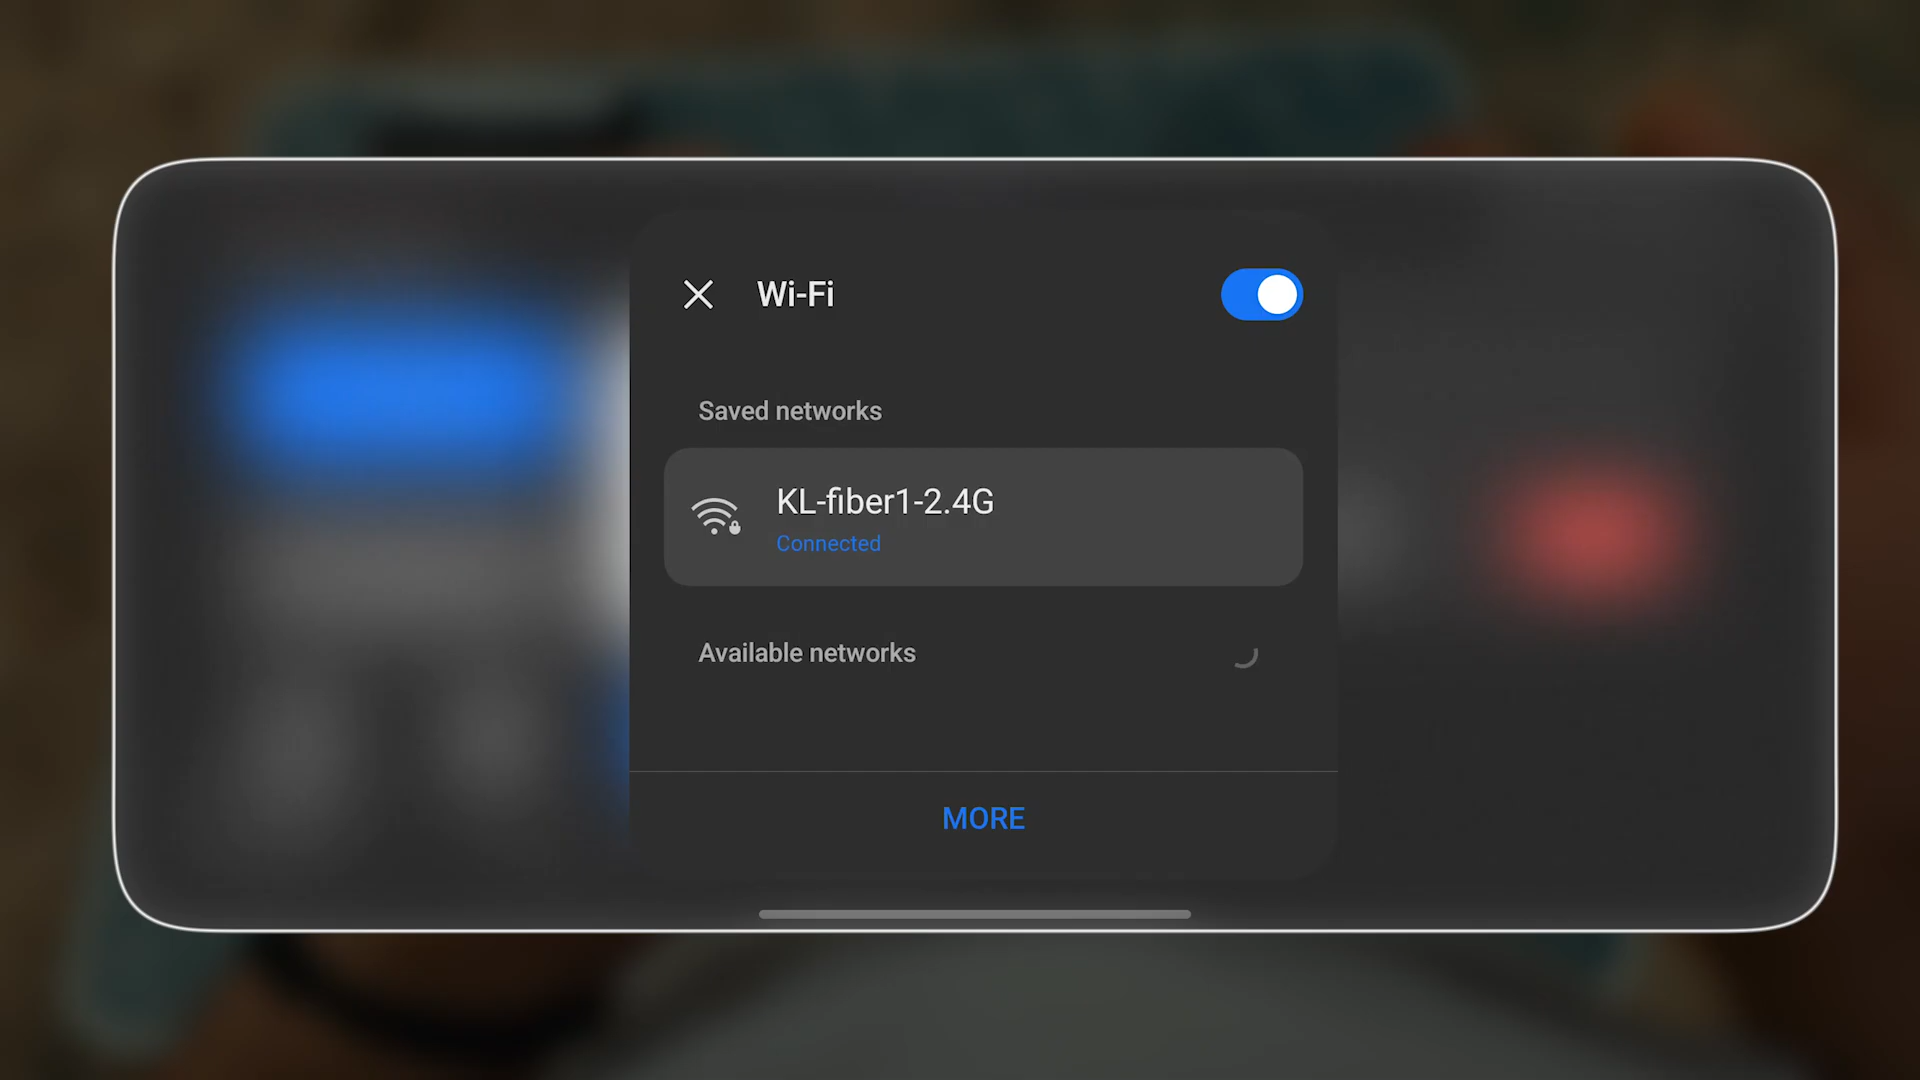 Wi-Fi
Saved networks
KL-fiber1-2.4G
Connected
Available networks
MORE